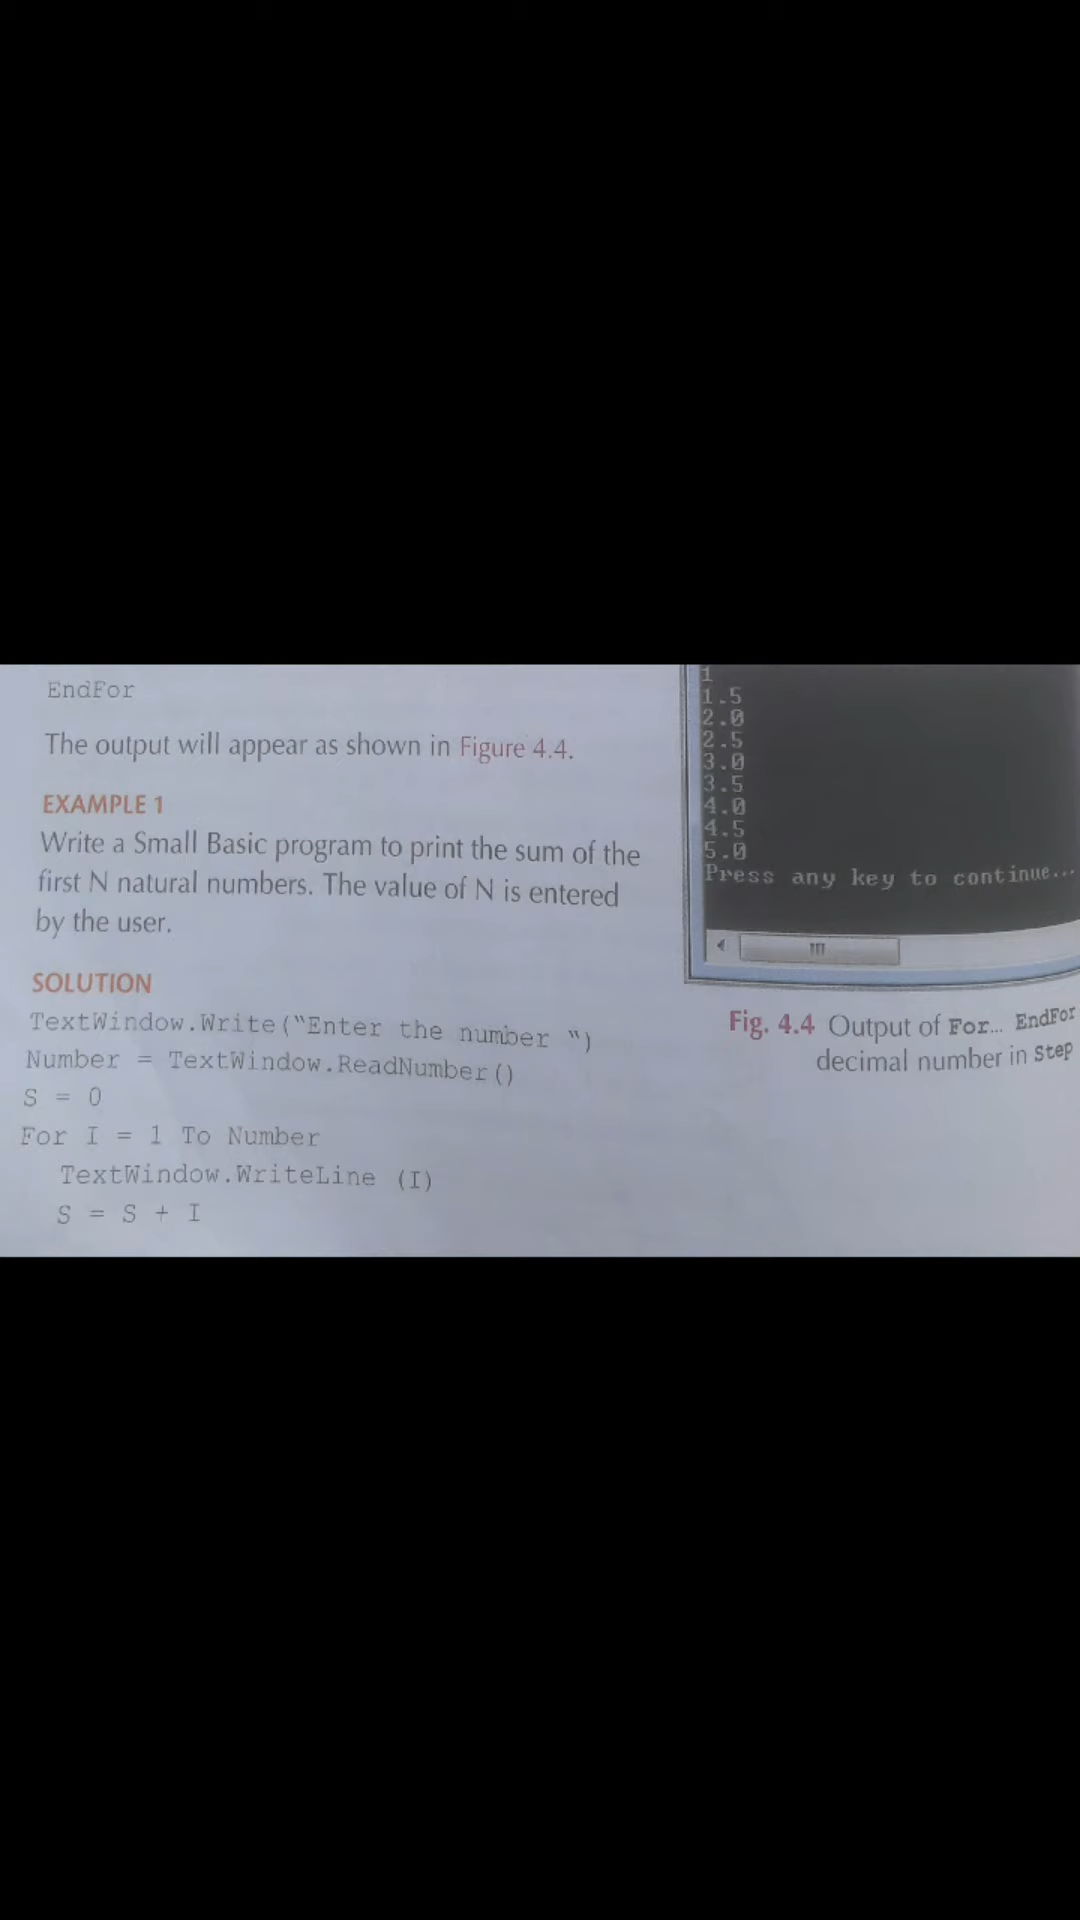 EndFor
The output will appear as shown in Figure 4.4.
EXAMPLE 1
Write a Small Basic program to print the sum of the
first N natural numbers. The value of N is entered
by the user.
SOLUTION
TextWindow.Write("Enter the number ")
Number = TextWindow.ReadNumber()
S = 0
For I = 1 To Number
TextWindow.WriteLine (I)
S = S + I
1
1.5
2.0
2.5
3.0
3.5
4.0
4.5
5.0
Press any key to continue...
Fig. 4.4 Output of For... EndFor
decimal number in Step